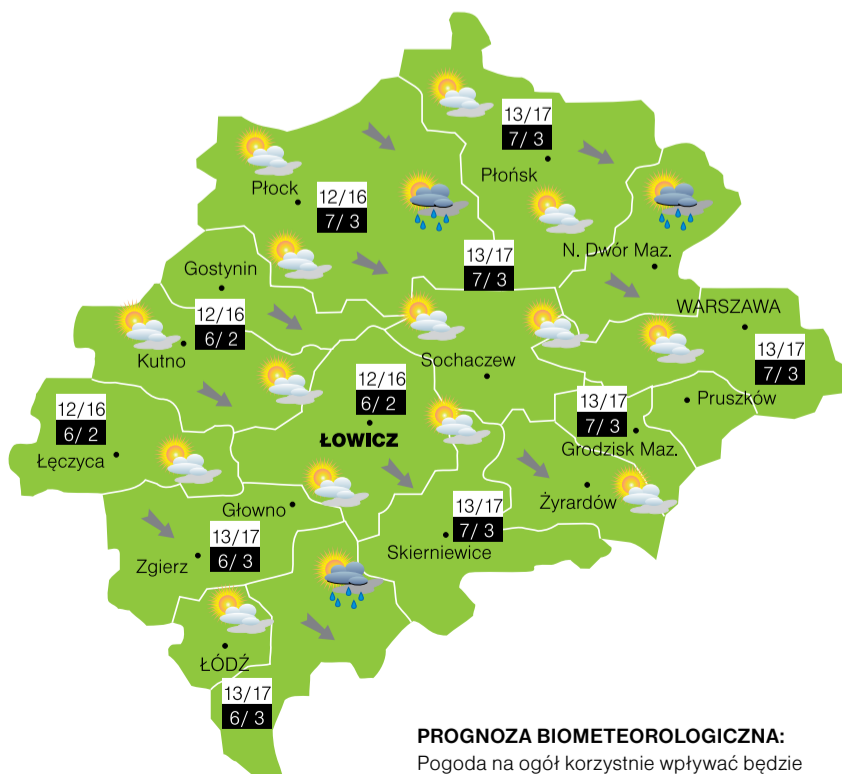 13/17
7/ 3
Płońsk
Płock
12/16
7/ 3
N. Dwór Maz.
13/17
7/ 3
Gostynin
WARSZAWA
12/16
6/ 2
Kutno
Sochaczew
13/17
7/ 3
12/16
6/ 2
ŁOWICZ
Pruszków
13/17
7/ 3
Grodzisk Maz.
12/16
6/ 2
Łęczyca
Żyrardów
Głowno
13/17
7/ 3
Skierniewice
13/17
6/ 3
Zgierz
ŁÓDŹ
13/17
6/ 3
PROGNOZA BIOMETEOROLOGICZNA:
Pogoda na ogół korzystnie wpływać będzie